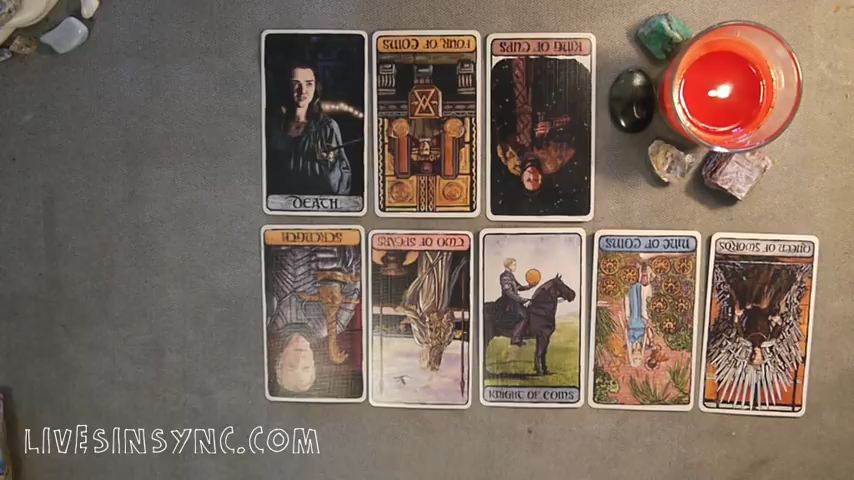 DEATH
FOUR OF COINS
KING OF CUPS
STRENGTH
TWO OF SPEARS
KNIGHT OF COINS
NINE OF COINS
QUEEN OF SWORDS
LIVESINSYNC.COM